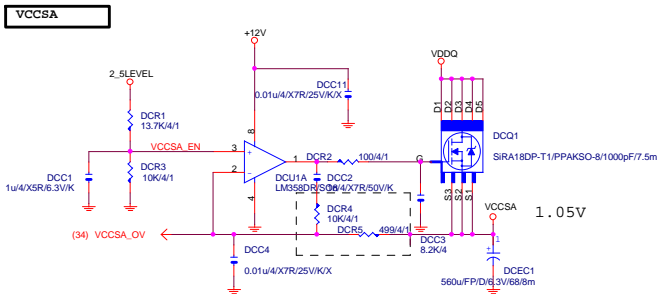 VCCSA
+12V
VDDQ
2_5LEVEL
DCC11
0.01u/4/X7R/25V/K/X
D1
D2
D3
D4
D5
DCR1
13.7K/4/1
DCQ1
SiRA18DP-T1/PPAKSO-8/1000pF/7.5m
VCCSA_EN
3
8
+
1
DCR2
100/4/1
G
2
-
4
DCC1
1u/4/X5R/6.3V/K
DCR3
10K/4/1
DCU1A
LM358DR/SO8
DCC2
/4/X7R/50V/K
S3
S2
S1
DCR4
10K/4/1
VCCSA
1.05V
(34) VCCSA_OV
DCR5
499/4/1
DCC3
8.2K/4
1
+
DCC4
0.01u/4/X7R/25V/K/X
DCEC1
560u/FP/D/6.3V/68/8m